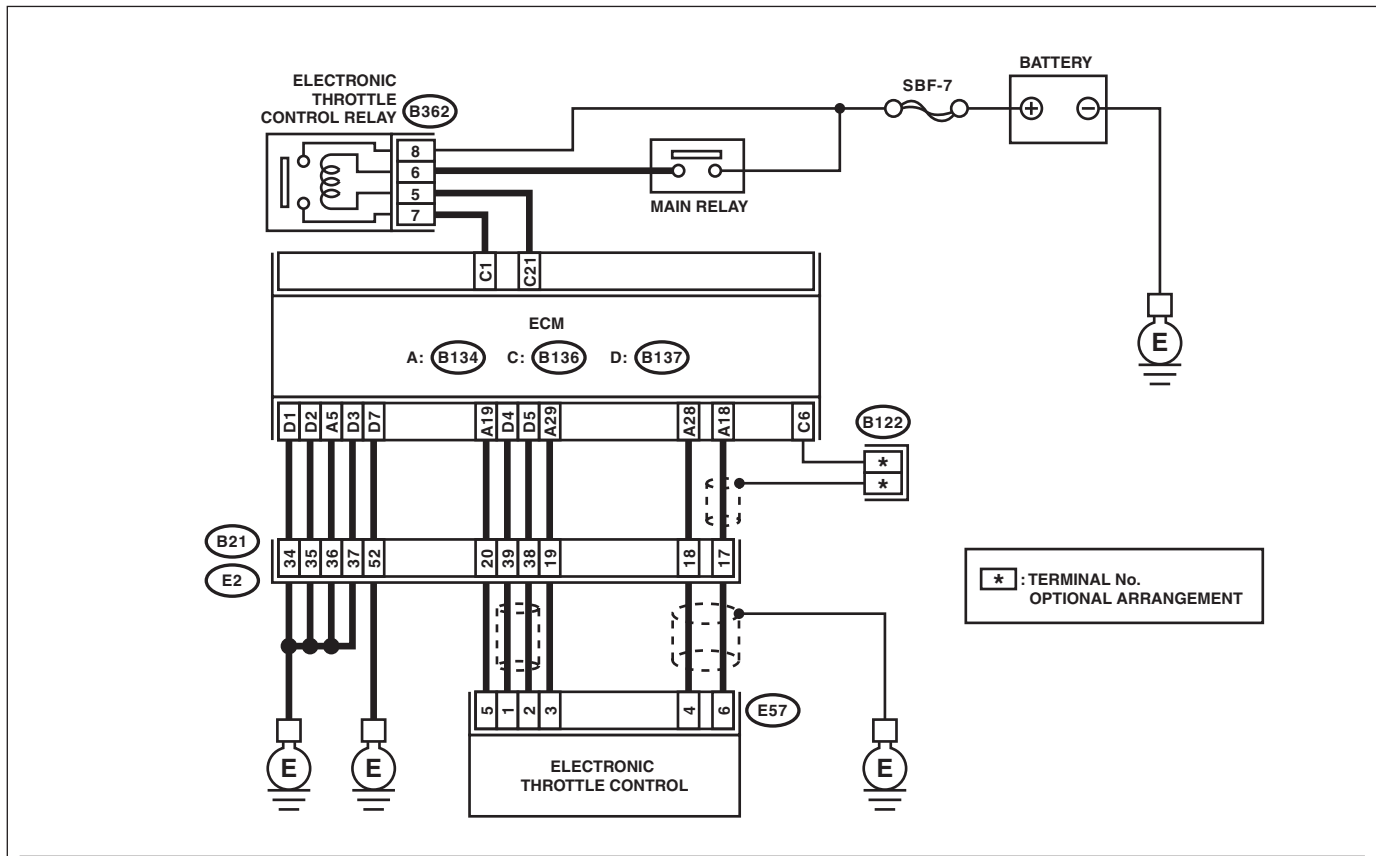 BATTERY
SBF-7
+ −
ELECTRONIC
THROTTLE
CONTROL RELAY B362
8
6
5
7
MAIN RELAY
E
C1 C21
ECM
A: B134 C: B136 D: B137
D1 D2 A5 D3 D7 A19 D4 D5 A29 A28 A18 C6
B122
*
*
B21
E2
34 35 36 37 52 20 39 38 19 18 17
* : TERMINAL No.
OPTIONAL ARRANGEMENT
5 1 2 3 4 6
E57
ELECTRONIC
THROTTLE CONTROL
E E E